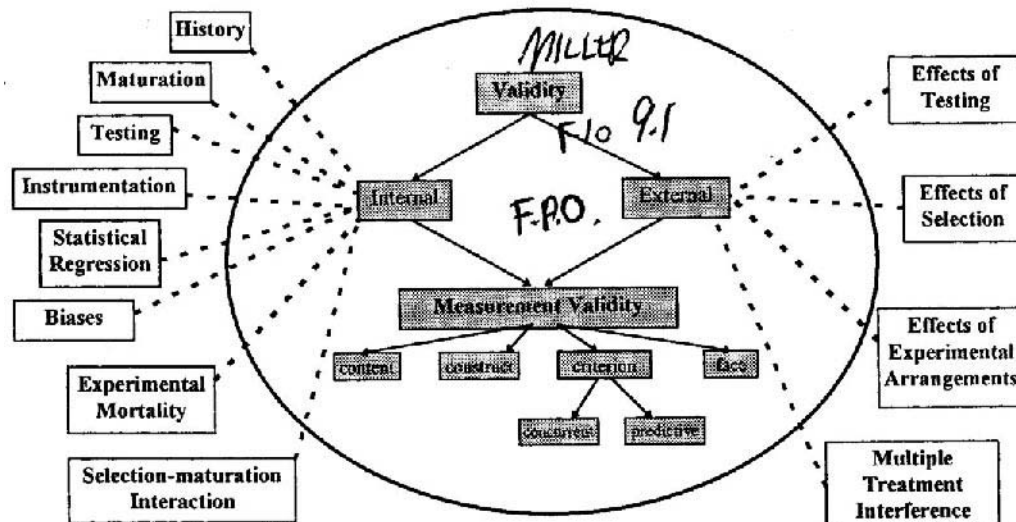 History
Maturation
Testing
Instrumentation
Statistical
Regression
Biases
Experimental
Mortality
Selection-maturation
Interaction
MILLER
Validity
F-10 9.1
Internal
External
F.P.O.
Measurement Validity
content construct criterion face
concurrent predictive
Effects of
Testing
Effects of
Selection
Effects of
Experimental
Arrangements
Multiple
Treatment
Interference